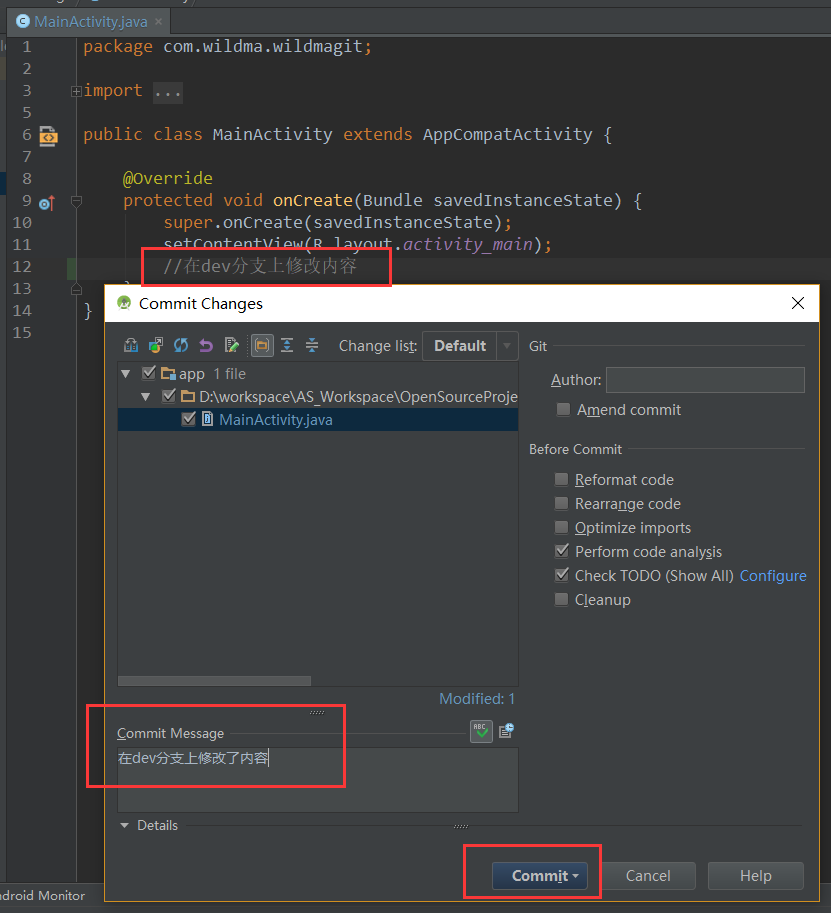 MainActivity.java
1 package com.wildma.wildmagit;
2
3 import ...
5
6 public class MainActivity extends AppCompatActivity {
7
8 @Override
9 protected void onCreate(Bundle savedInstanceState) {
10 super.onCreate(savedInstanceState);
11 setContentView(R.layout.activity_main);
12 //在dev分支上修改内容
13
14 }
15
Commit Changes
Change list: Default
app 1 file
D:\workspace\AS_Workspace\OpenSourceProje
MainActivity.java
Git
Author:
Amend commit
Before Commit
Reformat code
Rearrange code
Optimize imports
Perform code analysis
Check TODO (Show All) Configure
Cleanup
Modified: 1
Commit Message
ABC
在dev分支上修改了内容
Details
Commit Cancel Help
ndroid Monitor